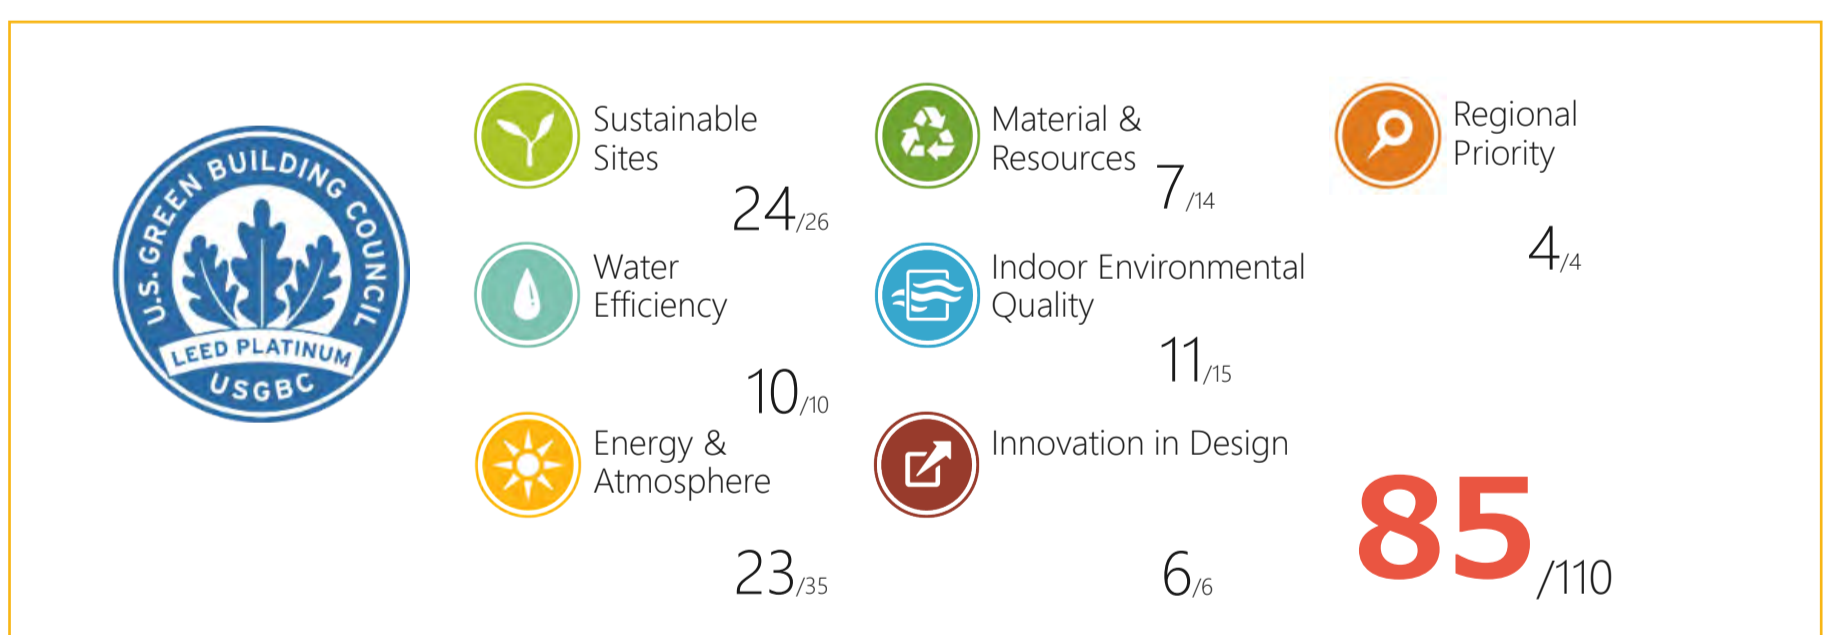 U.S. GREEN BUILDING COUNCIL
LEED PLATINUM
USGBC
Sustainable
Sites
24/26
Water
Efficiency
10/10
Energy &
Atmosphere
23/35
Material &
Resources
7/14
Indoor Environmental
Quality
11/15
Innovation in Design
6/6
Regional
Priority
4/4
85/110